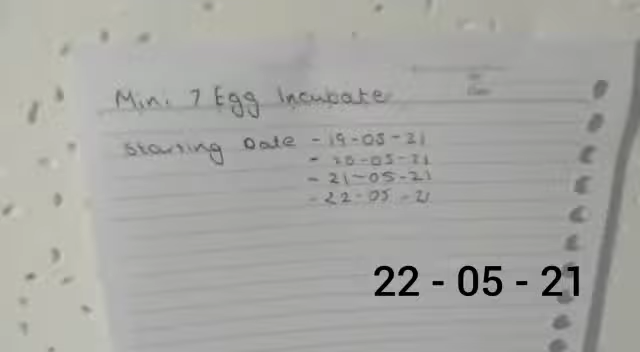 Mini 7 Egg Incubate
Starting Date - 19-05-21
- 20-05-21
- 21-05-21
- 22-05-21
22 - 05 - 21